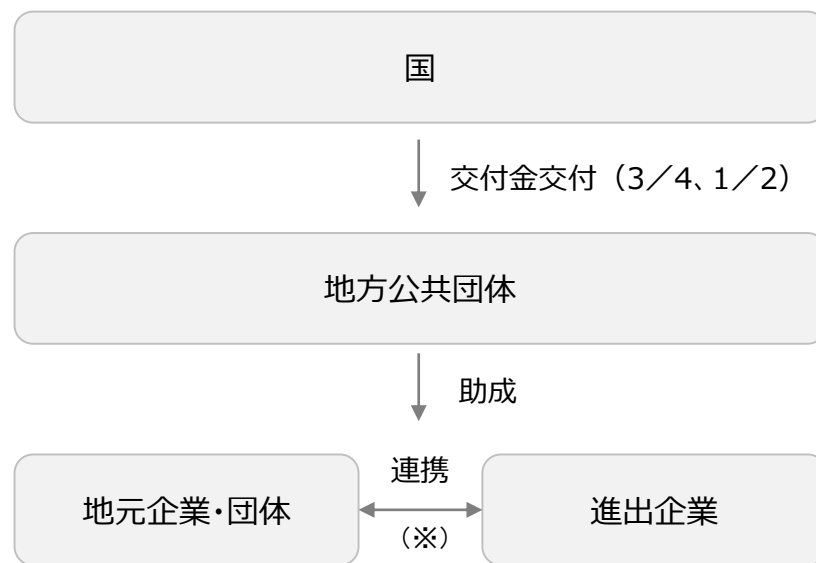 国
交付金交付（3／4、1／2）
地方公共団体
助成
連携
地元企業･団体
進出企業
（※）